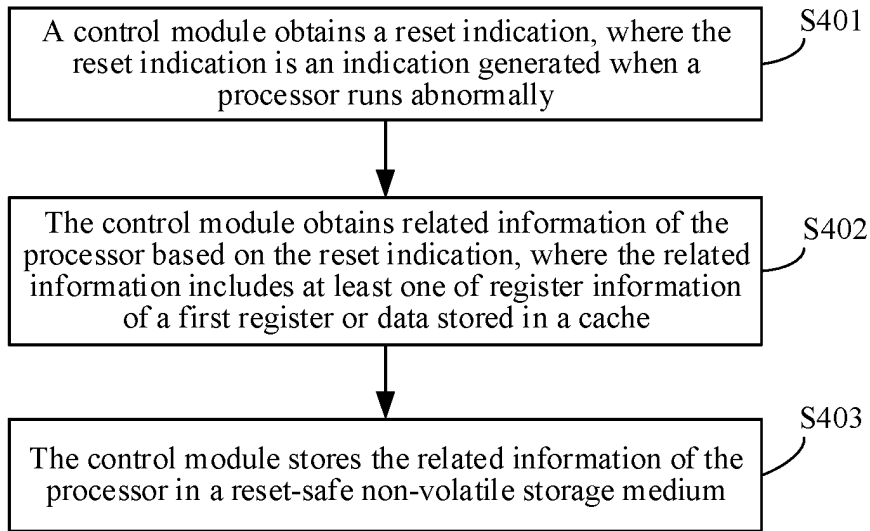 A control module obtains a reset indication, where the
reset indication is an indication generated when a
processor runs abnormally
S401
The control module obtains related information of the
processor based on the reset indication, where the related
information includes at least one of register information
of a first register or data stored in a cache
S402
The control module stores the related information of the
processor in a reset-safe non-volatile storage medium
S403